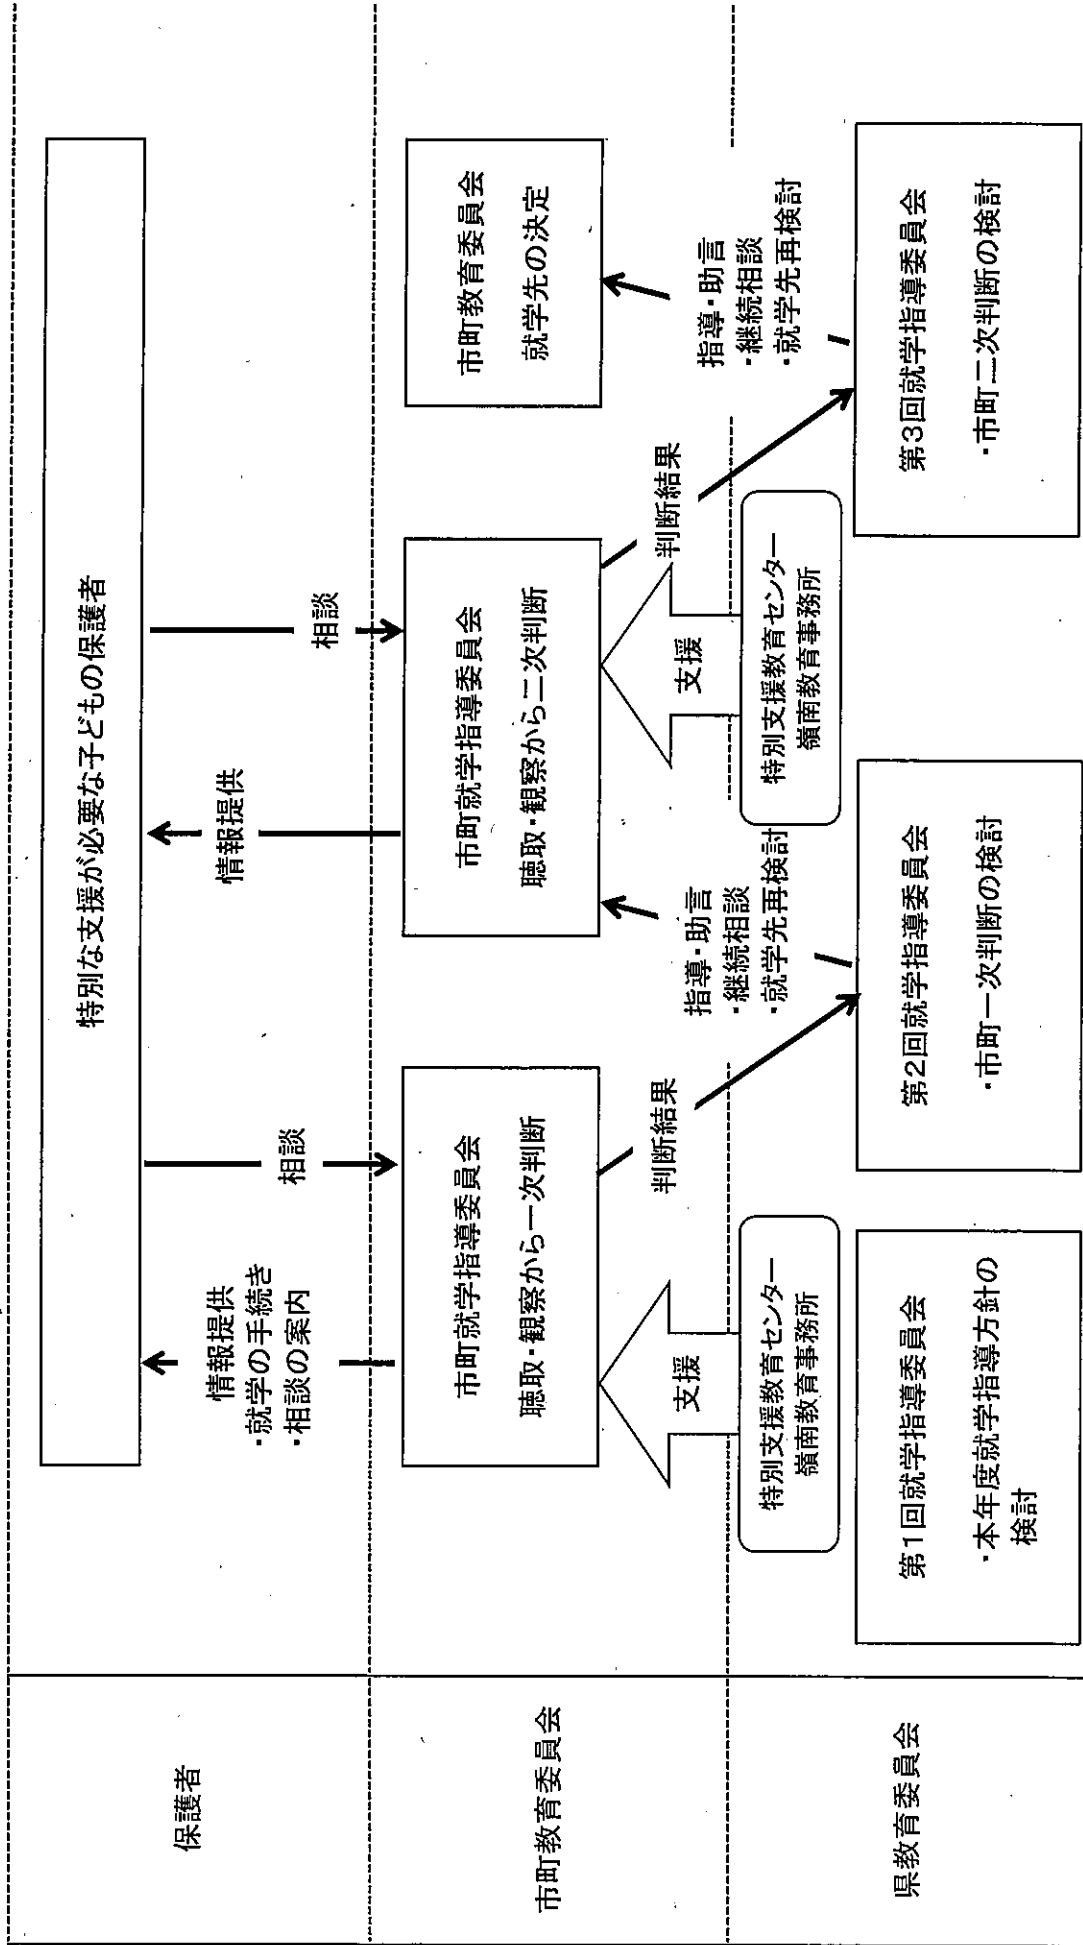 保護者
特別な支援が必要な子どもの保護者
情報提供
・就学の手続き
・相談の案内
相談
情報提供
相談
市町教育委員会
市町就学指導委員会
聴取・観察から一次判断
市町就学指導委員会
聴取・観察から二次判断
市町教育委員会
就学先の決定
支援
判断結果
指導・助言
・継続相談
・就学先再検討
支援
判断結果
指導・助言
・継続相談
・就学先再検討
県教育委員会
特別支援教育センター
嶺南教育事務所
特別支援教育センター
嶺南教育事務所
第1回就学指導委員会
・本年度就学指導方針の
検討
第2回就学指導委員会
・市町一次判断の検討
第3回就学指導委員会
・市町二次判断の検討